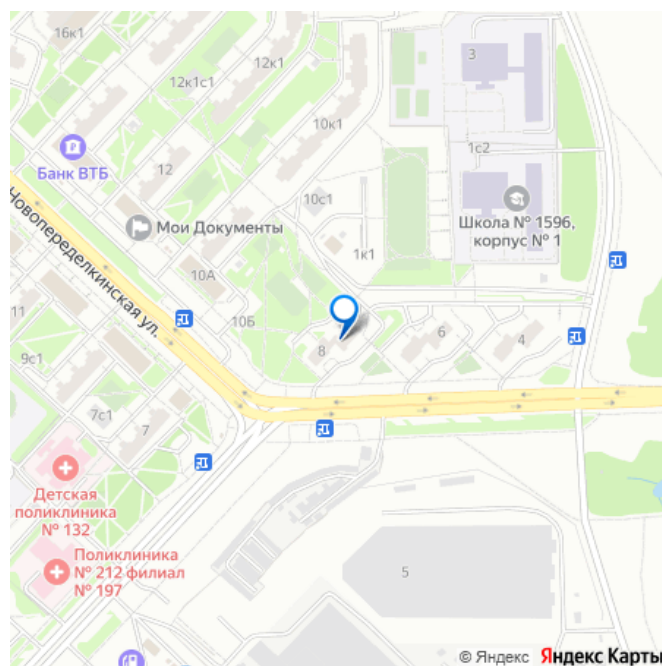 16к1
3
12к1с1
12к1
10к1
1с2
Банк ВТБ
12
Новопеределкинская ул.
10с1
Школа № 1596,
корпус № 1
Мои Документы
1к1
10А
11
10Б
6
4
8
9с1
7с1
7
Детская
поликлиника
№ 132
Поликлиника
№ 212 филиал
№ 197
5
© Яндекс Яндекс Карты